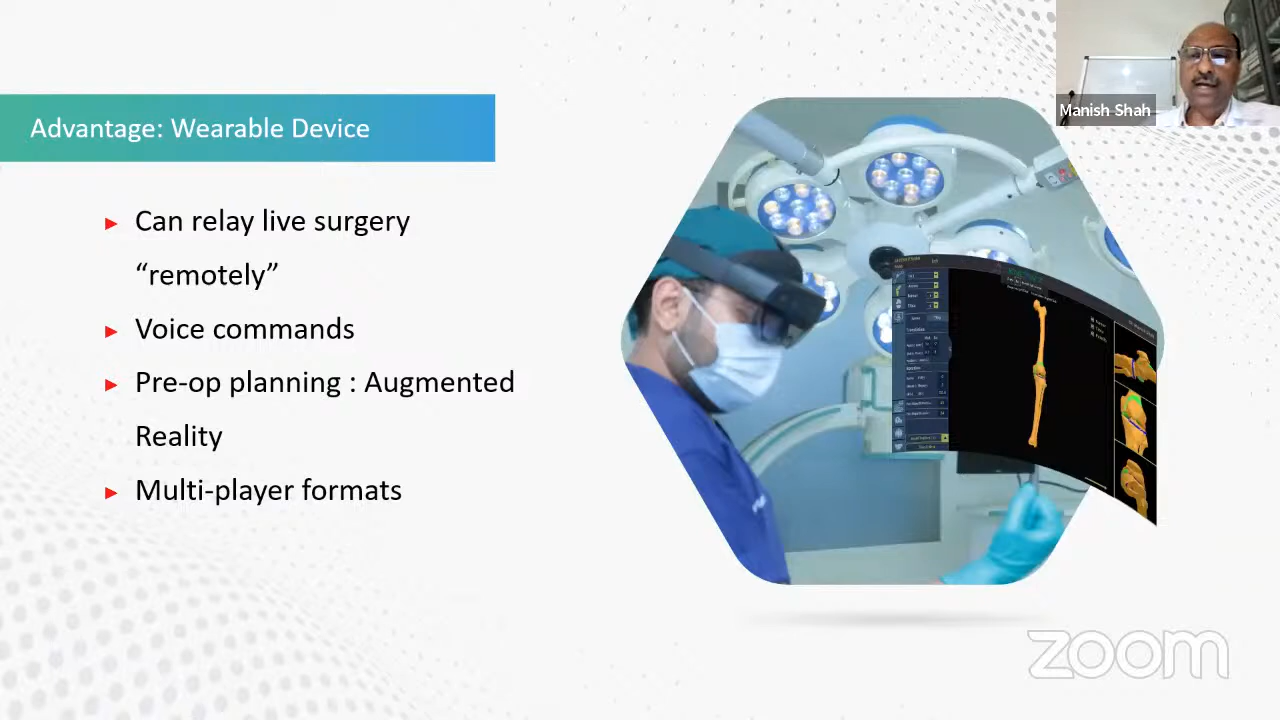 Manish Shah
Advantage: Wearable Device
▸ Can relay live surgery
“remotely”
▸ Voice commands
▸ Pre-op planning : Augmented
Reality
▸ Multi-player formats
zoom